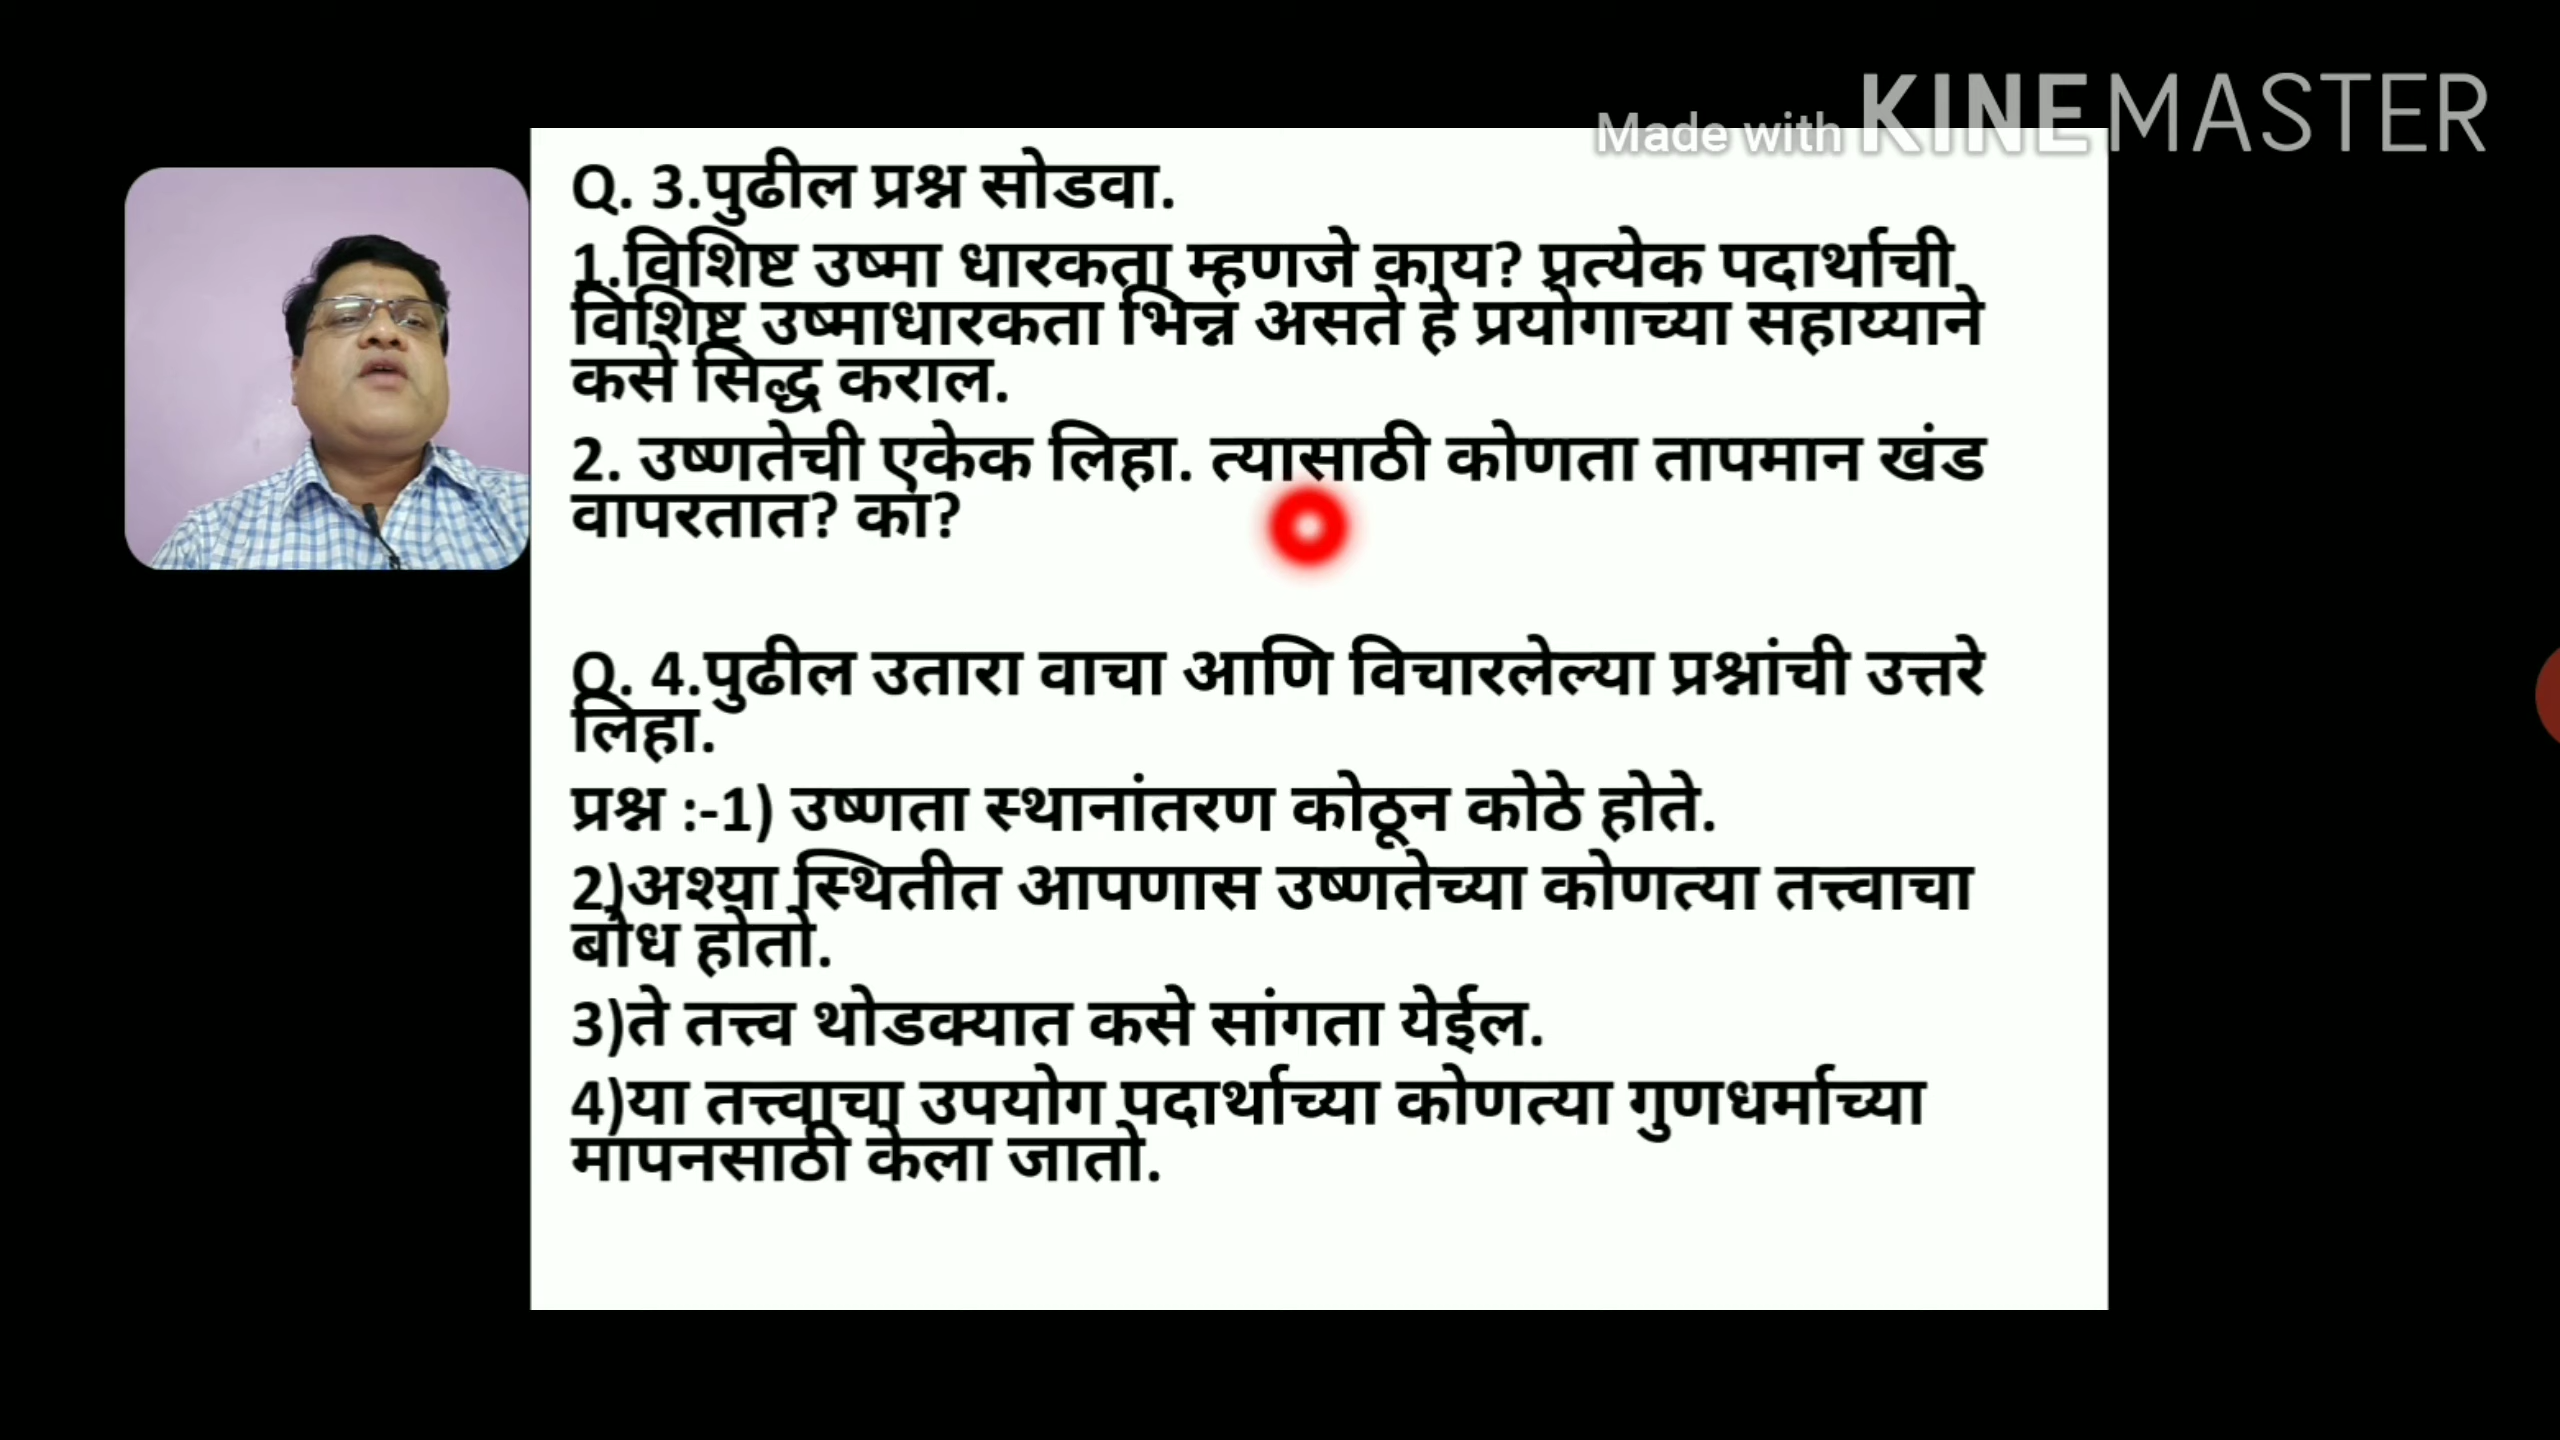 Made with KINEMASTER
Q. 3.पुढील प्रश्न सोडवा.
1.विशिष्ट उष्मा धारकता म्हणजे काय? प्रत्येक पदार्थाची
विशिष्ट उष्माधारकता भिन्न असते हे प्रयोगाच्या सहाय्याने
कसे सिद्ध कराल.
2. उष्णतेची एकेक लिहा. त्यासाठी कोणता तापमान खंड
वापरतात? का?
Q. 4.पुढील उतारा वाचा आणि विचारलेल्या प्रश्नांची उत्तरे
लिहा.
प्रश्न :-1) उष्णता स्थानांतरण कोठून कोठे होते.
2)अश्या स्थितीत आपणास उष्णतेच्या कोणत्या तत्त्वाचा
बोध होतो.
3)ते तत्त्व थोडक्यात कसे सांगता येईल.
4)या तत्त्वाचा उपयोग पदार्थाच्या कोणत्या गुणधर्माच्या
मापनसाठी केला जातो.